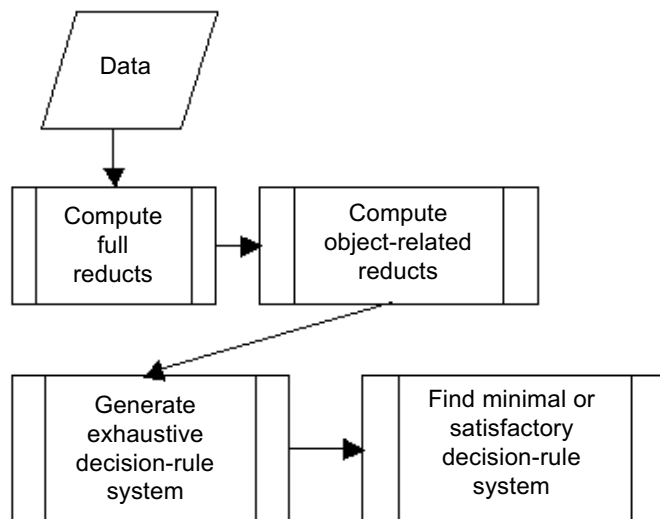 Data
Compute
full
reducts
Compute
object-related
reducts
Generate
exhaustive
decision-rule
system
Find minimal or
satisfactory
decision-rule
system